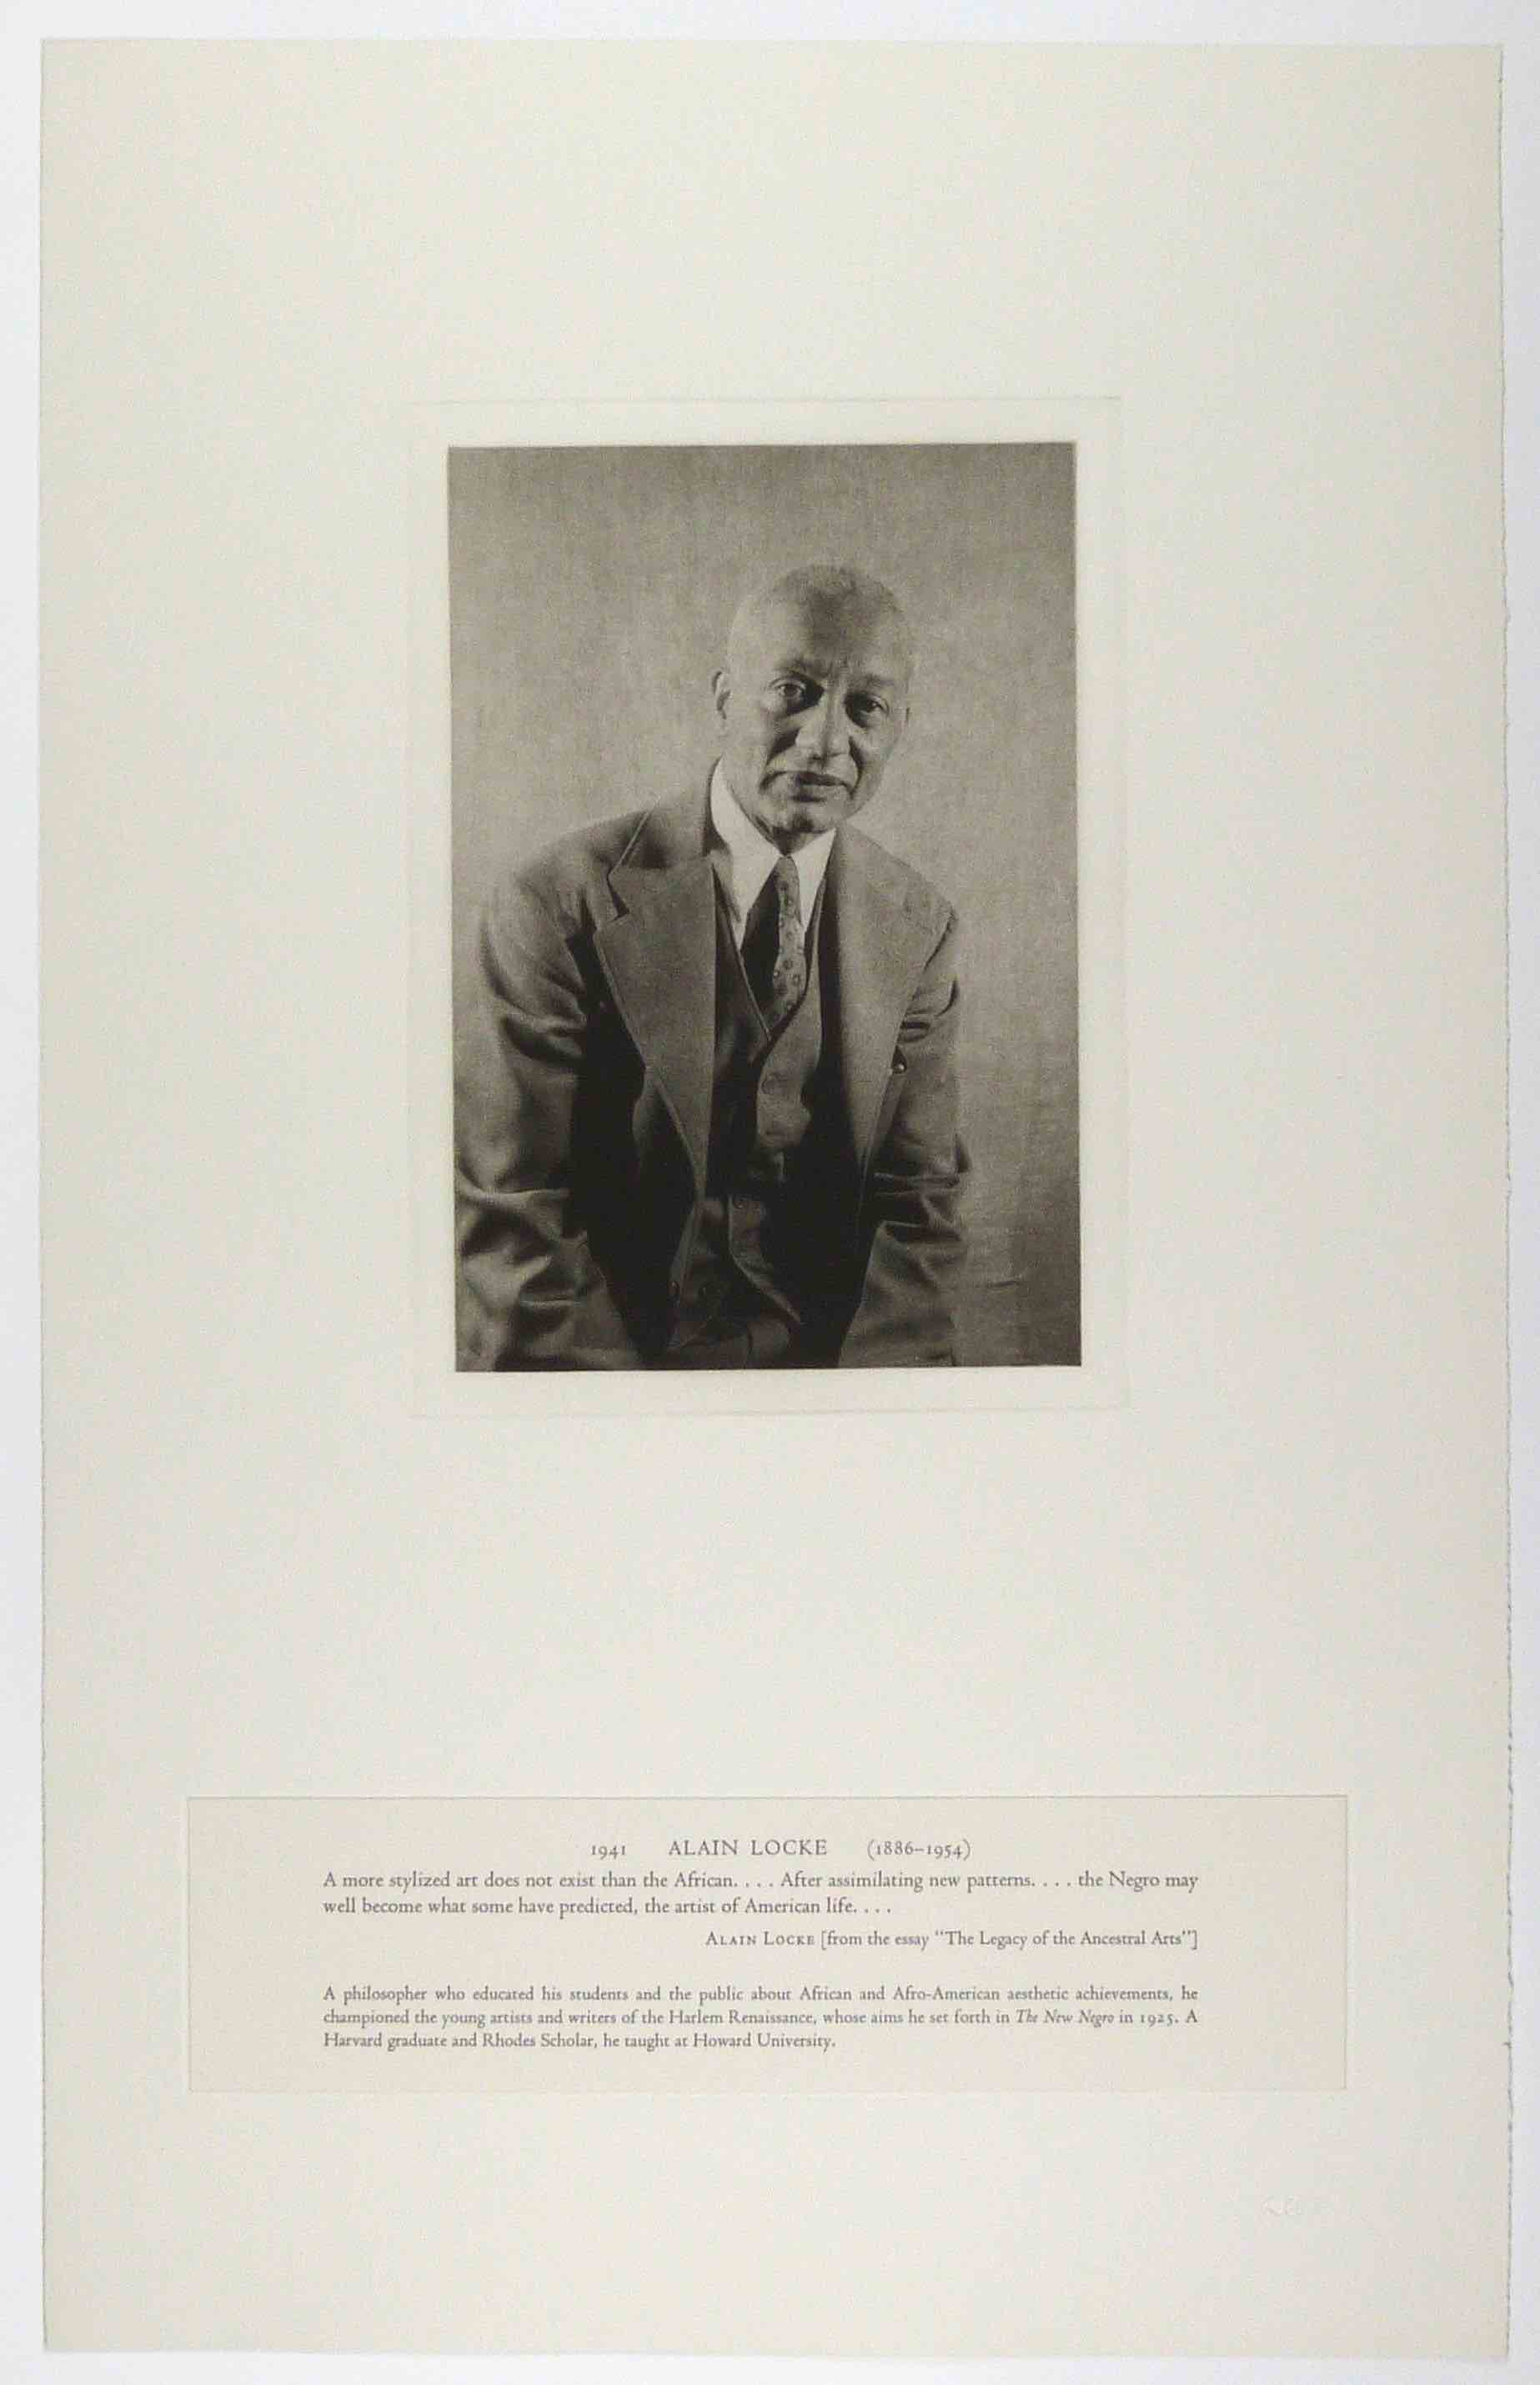 1941 ALAIN LOCKE (1886–1954)
A more stylized art does not exist than the African. . . . After assimilating new patterns. . . . the Negro may
well become what some have predicted, the artist of American life. . . .
ALAIN LOCKE [from the essay "The Legacy of the Ancestral Arts"]
A philosopher who educated his students and the public about African and Afro-American aesthetic achievements, he
championed the young artists and writers of the Harlem Renaissance, whose aims he set forth in The New Negro in 1925. A
Harvard graduate and Rhodes Scholar, he taught at Howard University.